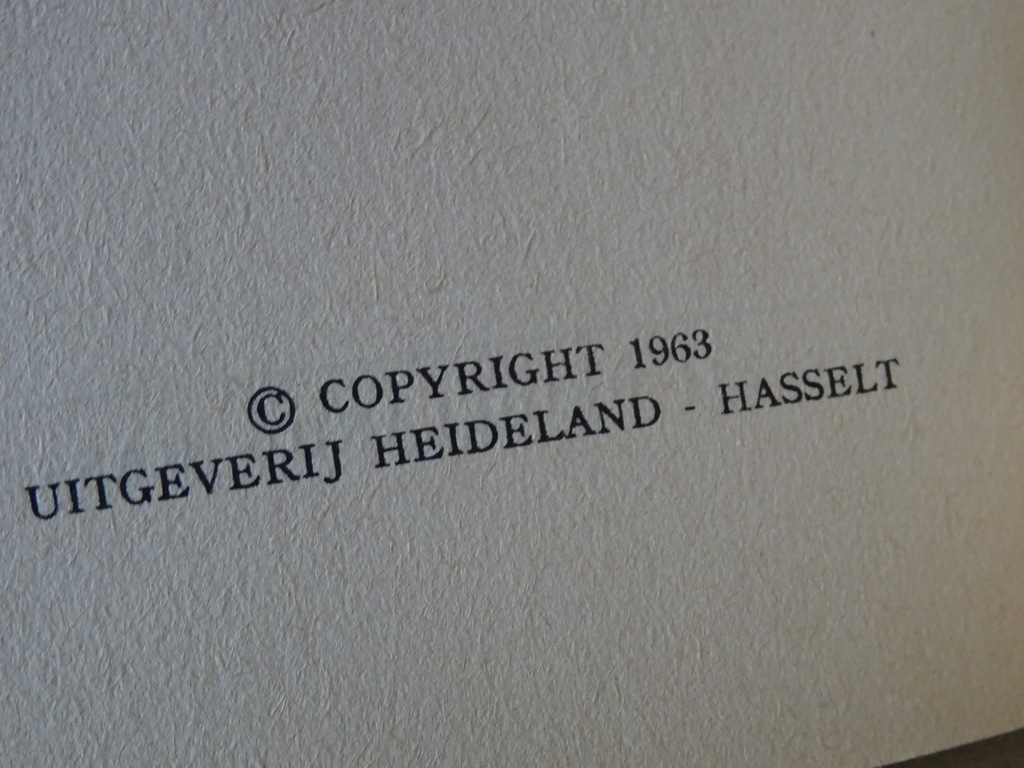 © COPYRIGHT 1963
UITGEVERIJ HEIDELAND - HASSELT